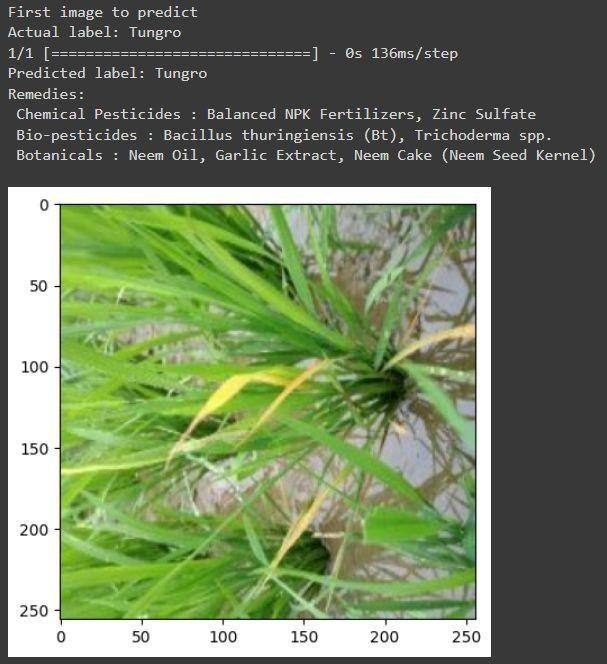 First image to predict
Actual label: Tungro
1/1 [==============================] - 0s 136ms/step
Predicted label: Tungro
Remedies:
Chemical Pesticides : Balanced NPK Fertilizers, Zinc Sulfate
Bio-pesticides : Bacillus thuringiensis (Bt), Trichoderma spp.
Botanicals : Neem Oil, Garlic Extract, Neem Cake (Neem Seed Kernel)
0
50
100
150
200
250
0 50 100 150 200 250